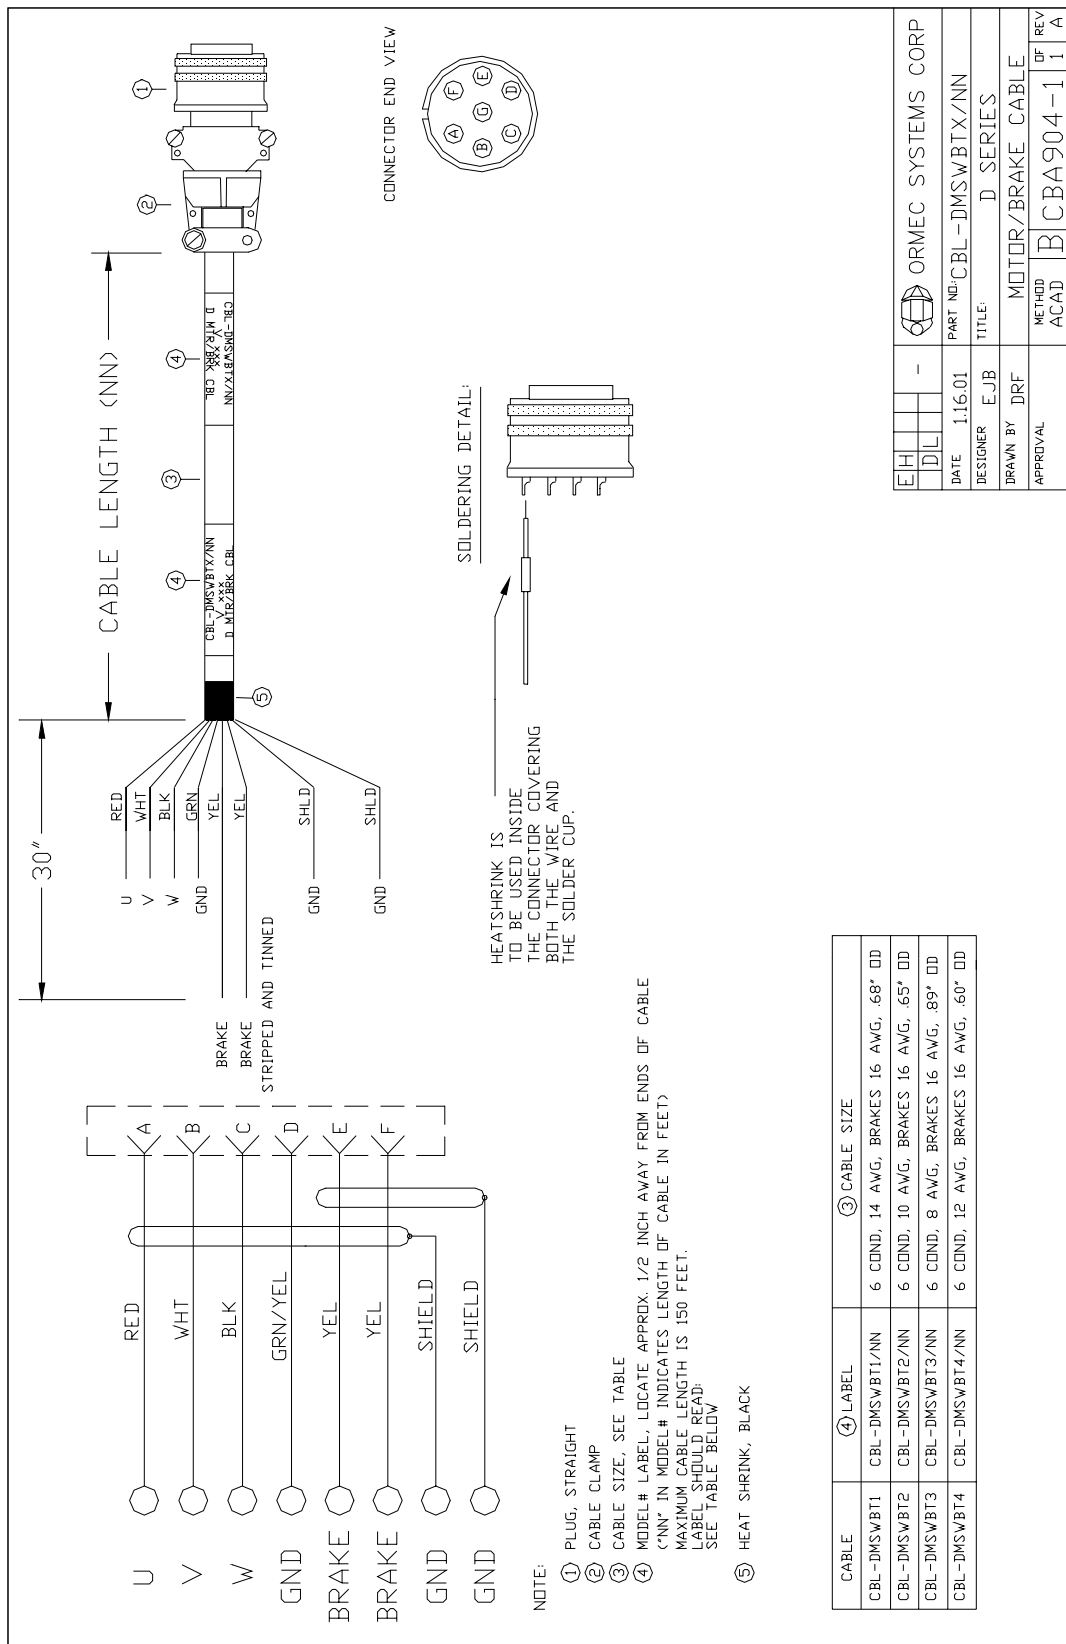 U
V
W
GND
BRAKE
BRAKE
GND
GND
RED
WHT
BLK
GRN/YEL
YEL
YEL
SHIELD
SHIELD
A
B
C
D
E
F
30"
CABLE LENGTH (NN)
U
V
W
GND
BRAKE
BRAKE
STRIPPED AND TINNED
GND
GND
RED
WHT
BLK
GRN
YEL
YEL
SHLD
SHLD
5
4
CBL-DMSWBTX/NN
V xxx
D MTR/BRK CBL
3
4
CBL-DMSWBTX/NN
V xxx
D MTR/BRK CBL
2
1
CONNECTOR END VIEW
A
B
C
D
E
F
G
SOLDERING DETAIL:
HEATSHRINK IS
TO BE USED INSIDE
THE CONNECTOR COVERING
BOTH THE WIRE AND
THE SOLDER CUP.
NOTE:
1 PLUG, STRAIGHT
2 CABLE CLAMP
3 CABLE SIZE, SEE TABLE
4 MODEL# LABEL, LOCATE APPROX. 1/2 INCH AWAY FROM ENDS OF CABLE
("NN" IN MODEL# INDICATES LENGTH OF CABLE IN FEET)
MAXIMUM CABLE LENGTH IS 150 FEET.
LABEL SHOULD READ:
SEE TABLE BELOW
5 HEAT SHRINK, BLACK
CABLE 4 LABEL 3 CABLE SIZE
CBL-DMSWBT1 CBL-DMSWBT1/NN 6 COND, 14 AWG, BRAKES 16 AWG, .68" OD
CBL-DMSWBT2 CBL-DMSWBT2/NN 6 COND, 10 AWG, BRAKES 16 AWG, .65" OD
CBL-DMSWBT3 CBL-DMSWBT3/NN 6 COND, 8 AWG, BRAKES 16 AWG, .89" OD
CBL-DMSWBT4 CBL-DMSWBT4/NN 6 COND, 12 AWG, BRAKES 16 AWG, .60" OD
EH
DL -
ORMEC SYSTEMS CORP
DATE 1.16.01
PART NO: CBL-DMSWBTX/NN
DESIGNER EJB
TITLE: D SERIES
DRAWN BY DRF
MOTOR/BRAKE CABLE
APPROVAL
METHOD ACAD
B CBA904-1
OF 1
REV A